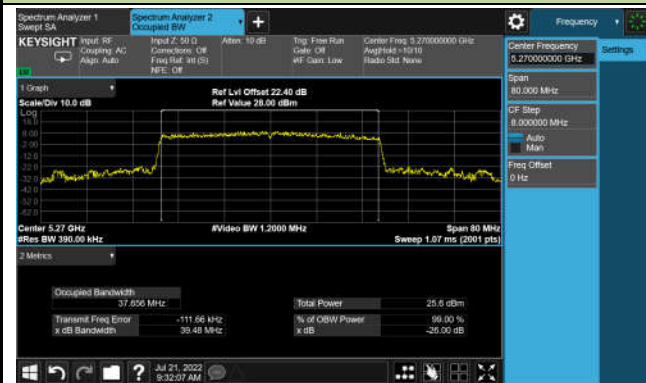 Spectrum Analyzer 1
Swept SA
Spectrum Analyzer 2
Occupied BW
+
Frequency
KEYSIGHT
Input: RF
Coupling: AC
Align: Auto
Input Z: 50 Ω
Corrections: Off
Freq Ref: Int (S)
NFE: Off
Atten: 10 dB
Trig: Free Run
Gate: Off
#IF Gain: Low
Center Freq: 5.270000000 GHz
Avg|Hold:>10/10
Radio Std: None
Center Frequency
5.270000000 GHz
Settings
Span
80.000 MHz
CF Step
8.000000 MHz
Auto
Man
Freq Offset
0 Hz
1 Graph
Scale/Div 10.0 dB
Ref Lvl Offset 22.40 dB
Ref Value 28.00 dBm
Log
18.0
8.00
-2.00
-12.0
-22.0
-32.0
-42.0
-52.0
-62.0
Center 5.27 GHz
#Res BW 390.00 kHz
#Video BW 1.2000 MHz
Span 80 MHz
Sweep 1.07 ms (2001 pts)
2 Metrics
Occupied Bandwidth
37.656 MHz
Total Power 25.6 dBm
Transmit Freq Error -111.66 kHz
% of OBW Power 99.00 %
x dB Bandwidth 39.48 MHz
x dB -26.00 dB
?
Jul 21, 2022
9:32:07 AM